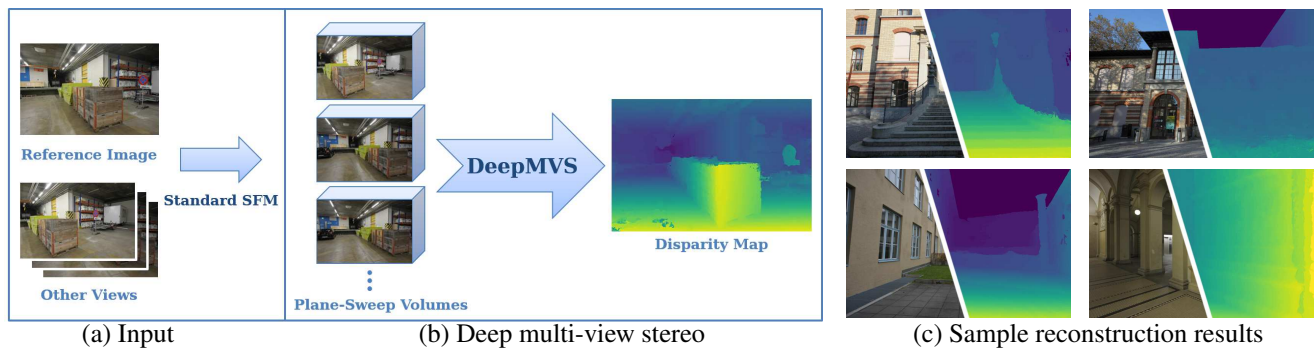 Reference Image
Standard SFM
Other Views
DeepMVS
Plane-Sweep Volumes
Disparity Map
(a) Input
(b) Deep multi-view stereo
(c) Sample reconstruction results